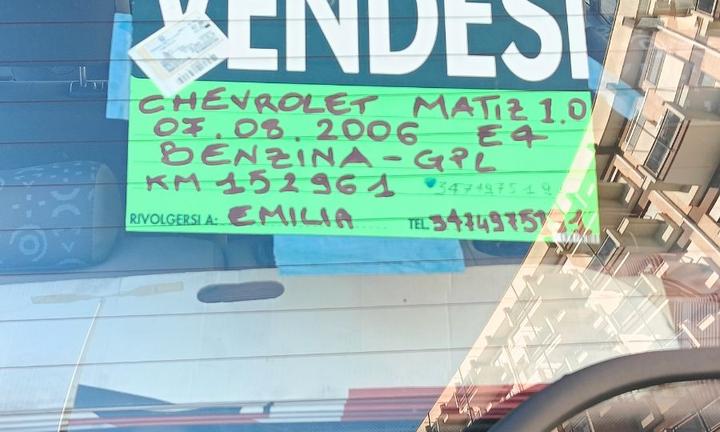 VENDESI
CHEVROLET MATIZ 1.0
07.08.2006 E4
BENZINA-GPL
KM 152961
RIVOLGERSI A: EMILIA TEL.